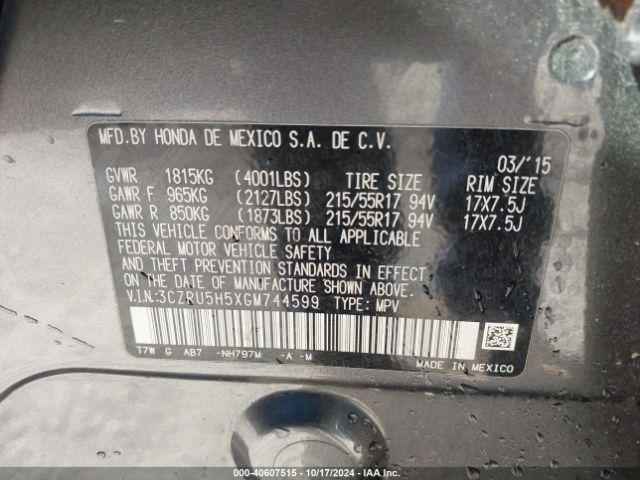 MFD.BY HONDA DE MEXICO S.A. DE C.V.
03/'15
GVWR 1815KG (4001LBS) TIRE SIZE RIM SIZE
GAWR F 965KG (2127LBS) 215/55R17 94V 17X7.5J
GAWR R 850KG (1873LBS) 215/55R17 94V 17X7.5J
THIS VEHICLE CONFORMS TO ALL APPLICABLE
FEDERAL MOTOR VEHICLE SAFETY
AND THEFT PREVENTION STANDARDS IN EFFECT
ON THE DATE OF MANUFACTURE SHOWN ABOVE.
V.I.N:3CZRU5H5XGM744599 TYPE: MPV
T7W G AB7 -NH797M -A -M
MADE IN MEXICO
000-40607515 - 10/17/2024 - IAA Inc.